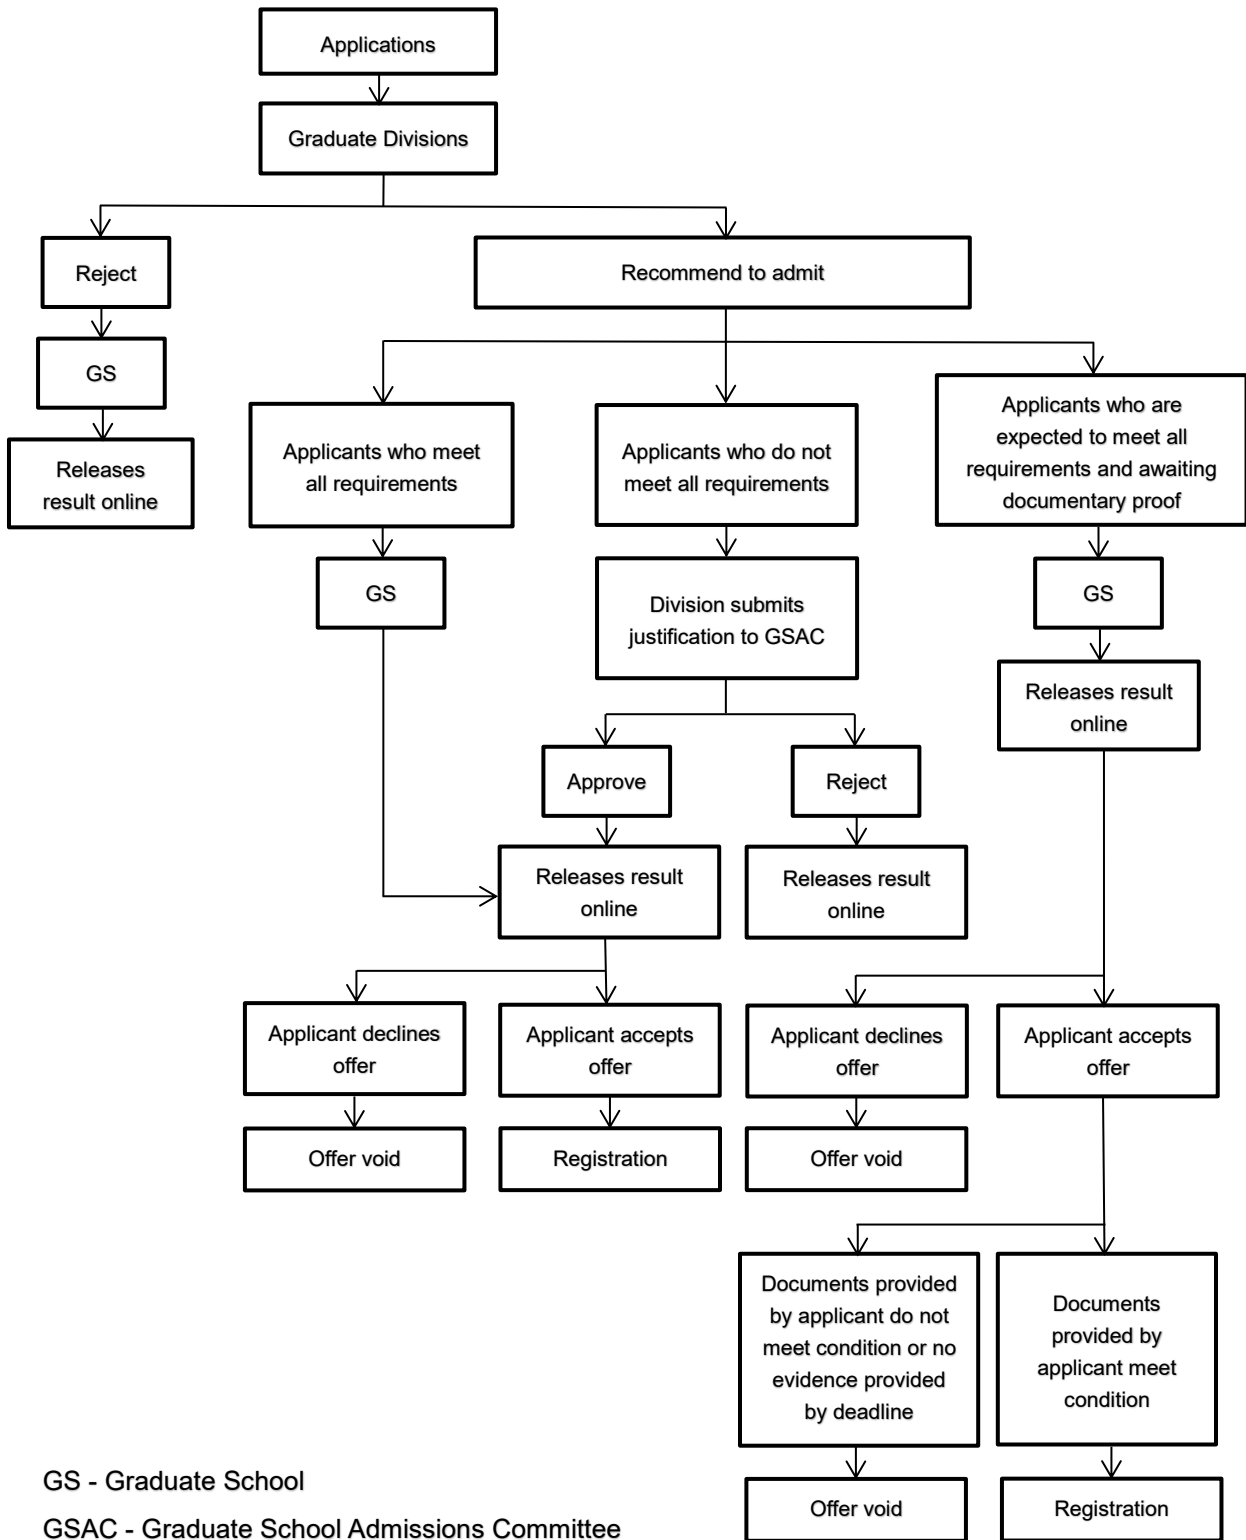 Applications
Graduate Divisions
Reject
Recommend to admit
GS
Releases
result online
Applicants who meet
all requirements
Applicants who do not
meet all requirements
Applicants who are
expected to meet all
requirements and awaiting
documentary proof
GS
Division submits
justification to GSAC
GS
Releases result
online
Approve
Reject
Releases result
online
Releases result
online
Applicant declines
offer
Applicant accepts
offer
Applicant declines
offer
Applicant accepts
offer
Offer void
Registration
Offer void
Documents provided
by applicant do not
meet condition or no
evidence provided
by deadline
Documents
provided by
applicant meet
condition
Offer void
Registration
GS - Graduate School
GSAC - Graduate School Admissions Committee